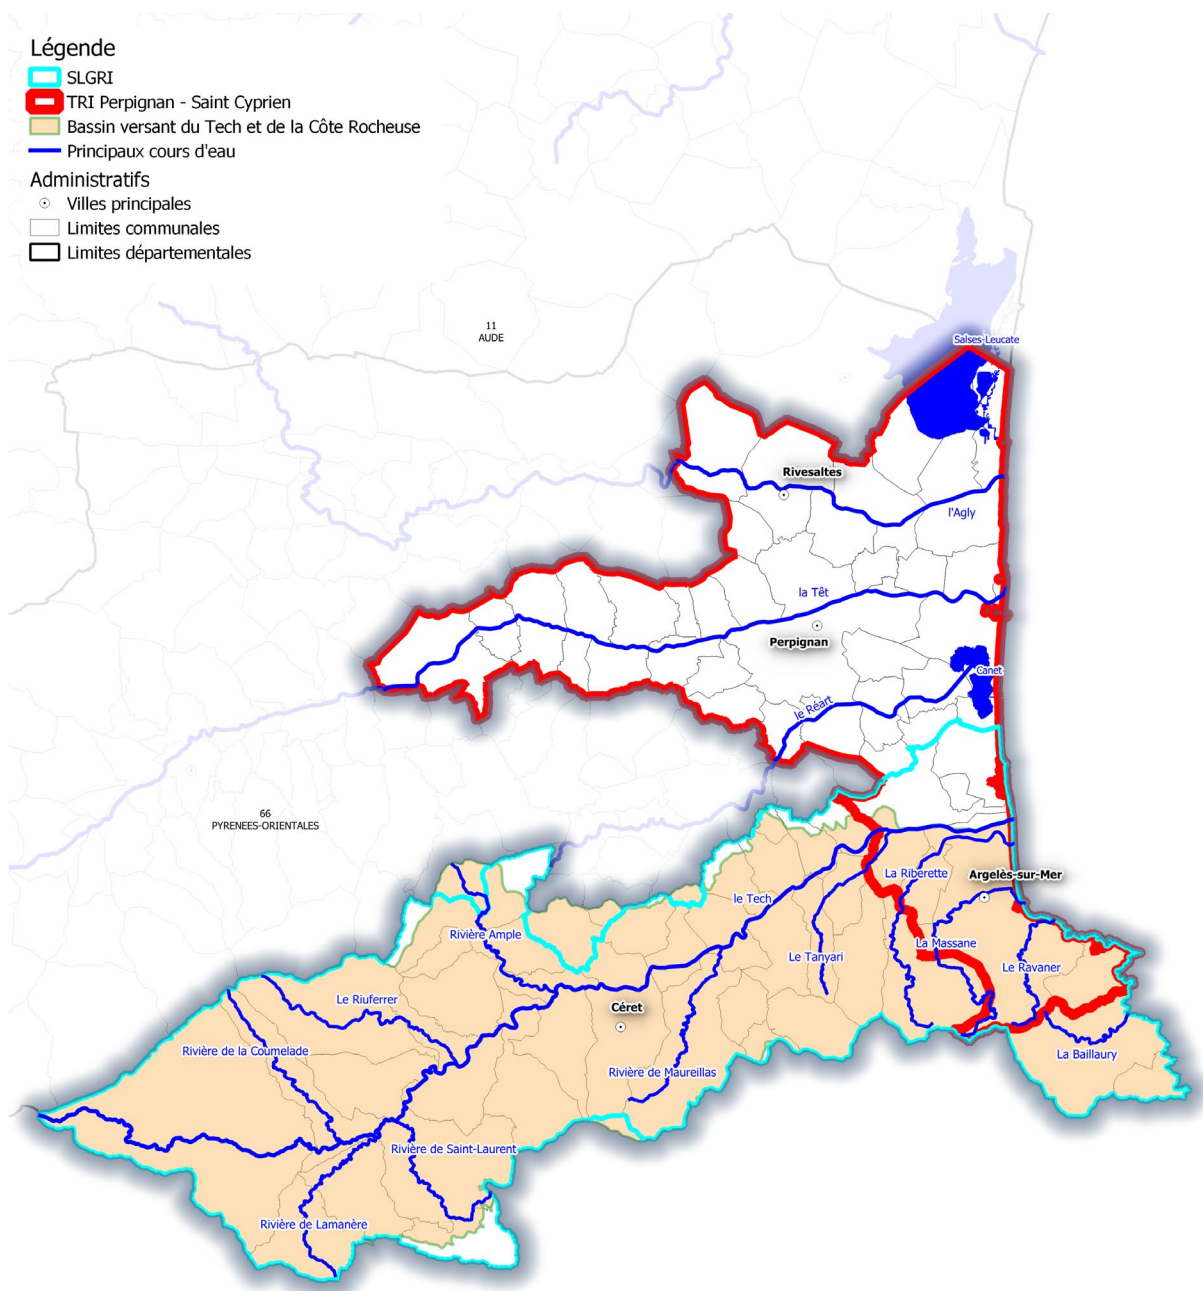 Légende
SLGRI
TRI Perpignan - Saint Cyprien
Bassin versant du Tech et de la Côte Rocheuse
Principaux cours d'eau
Administratifs
Villes principales
Limites communales
Limites départementales
11
AUDE
Salses-Leucate
Rivesaltes
l'Agly
la Têt
Perpignan
Canet
le Réart
66
PYRENEES-ORIENTALES
La Riberette
Argelès-sur-Mer
le Tech
Rivière Ample
La Massane
Le Tanyari
Le Ravaner
Le Riuferrer
Céret
Rivière de la Coumelade
La Baillaury
Rivière de Maureillas
Rivière de Saint-Laurent
Rivière de Lamanère